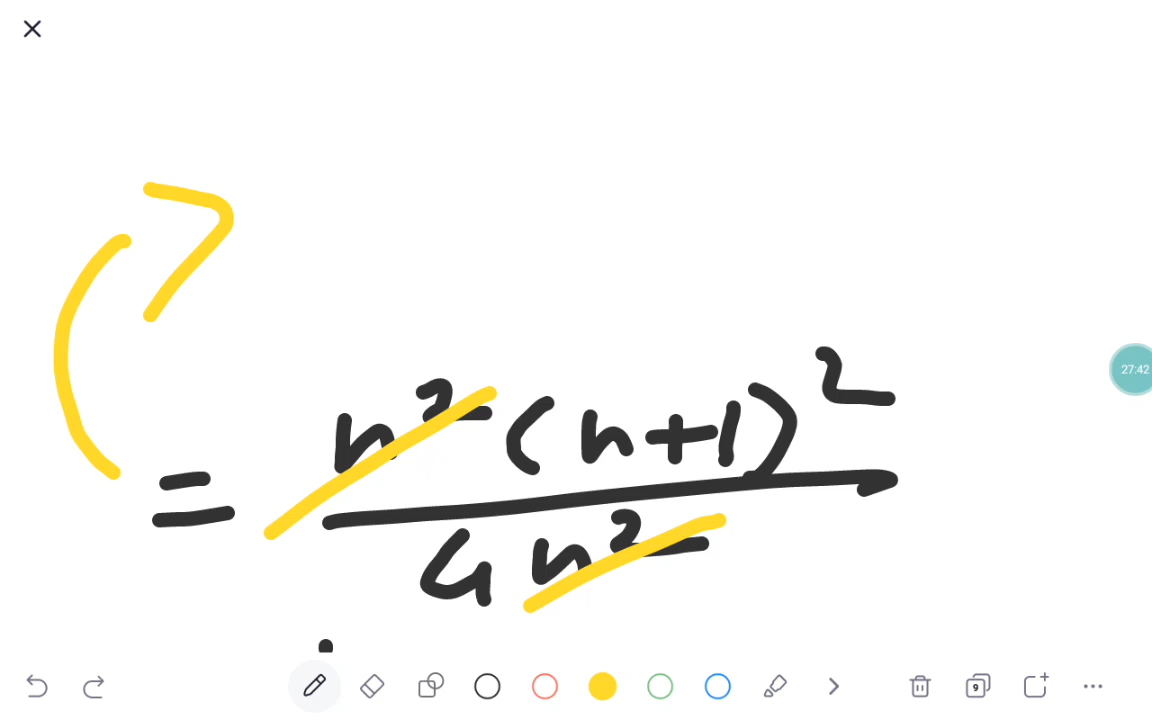 27:42
= n²(n+1)²
4n²
9